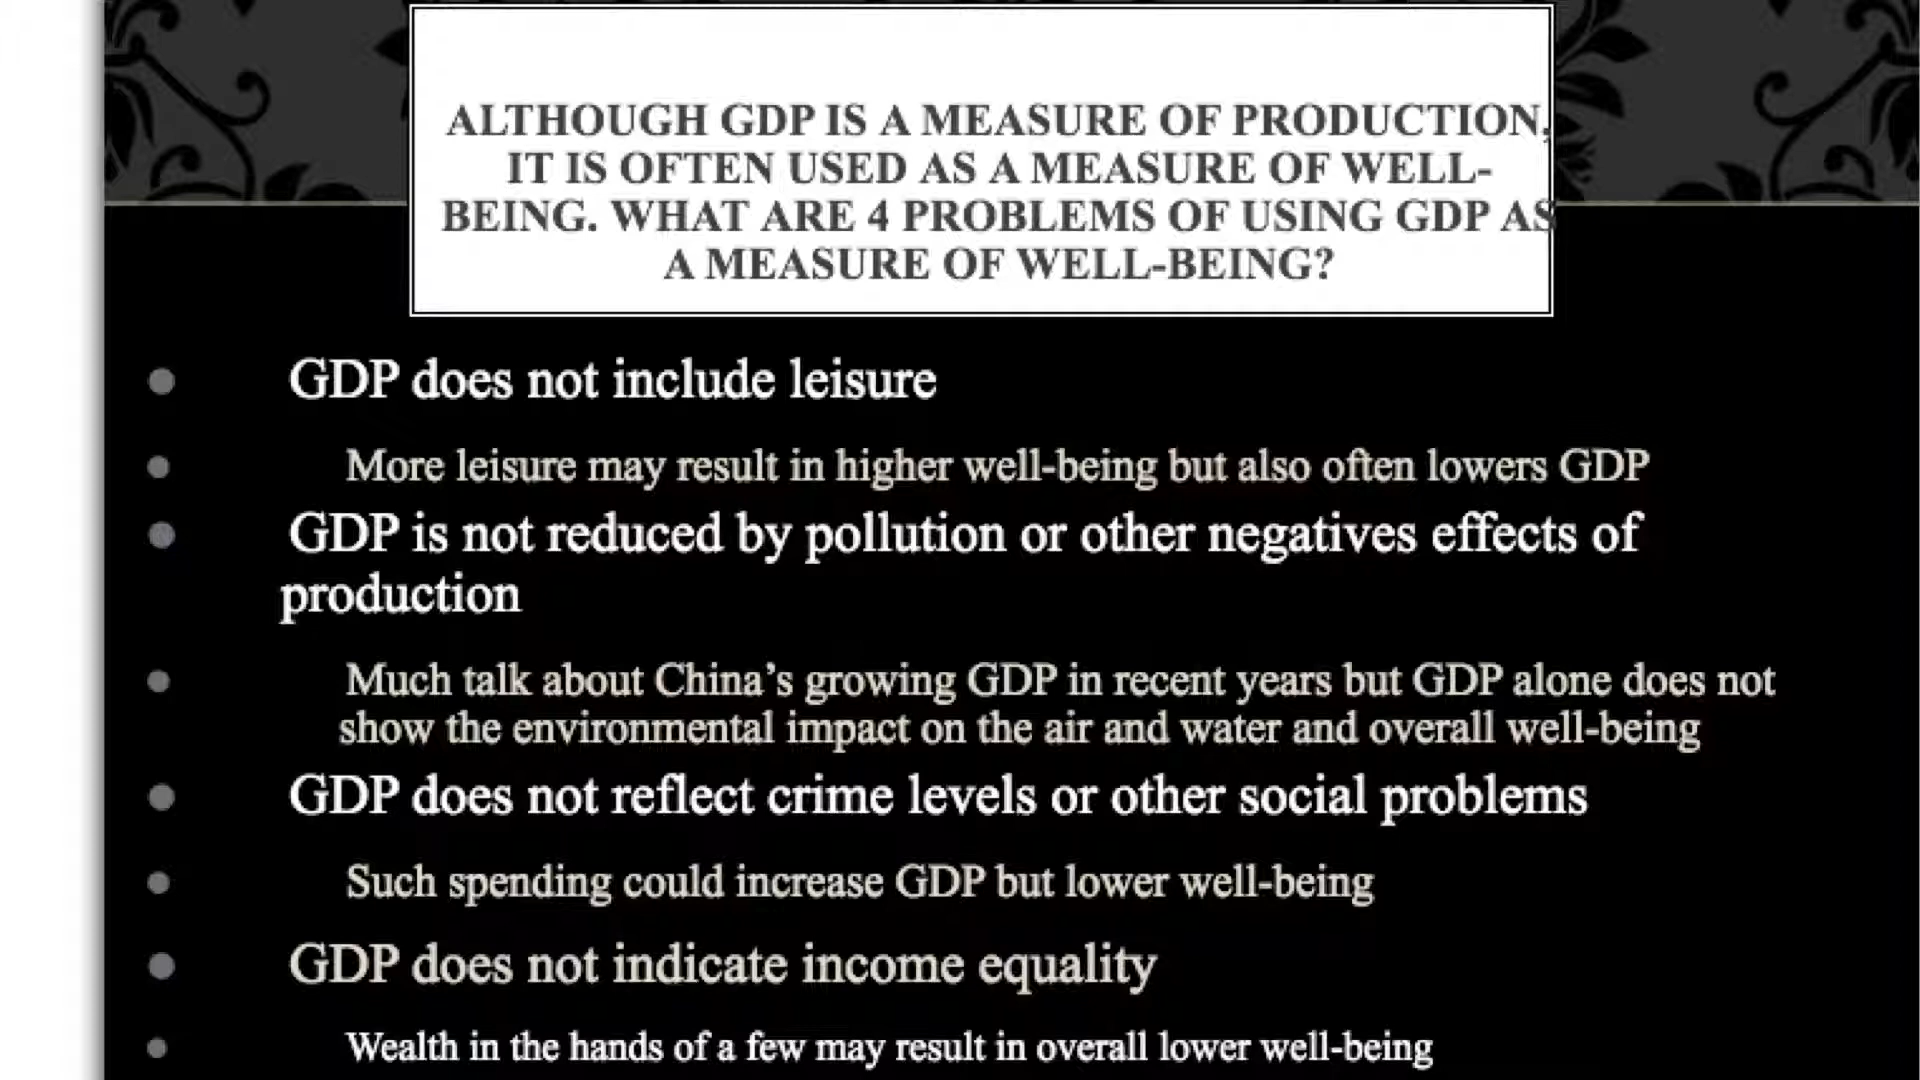 ALTHOUGH GDP IS A MEASURE OF PRODUCTION,
IT IS OFTEN USED AS A MEASURE OF WELL-
BEING. WHAT ARE 4 PROBLEMS OF USING GDP AS
A MEASURE OF WELL-BEING?
GDP does not include leisure
More leisure may result in higher well-being but also often lowers GDP
GDP is not reduced by pollution or other negatives effects of
production
Much talk about China’s growing GDP in recent years but GDP alone does not
show the environmental impact on the air and water and overall well-being
GDP does not reflect crime levels or other social problems
Such spending could increase GDP but lower well-being
GDP does not indicate income equality
Wealth in the hands of a few may result in overall lower well-being